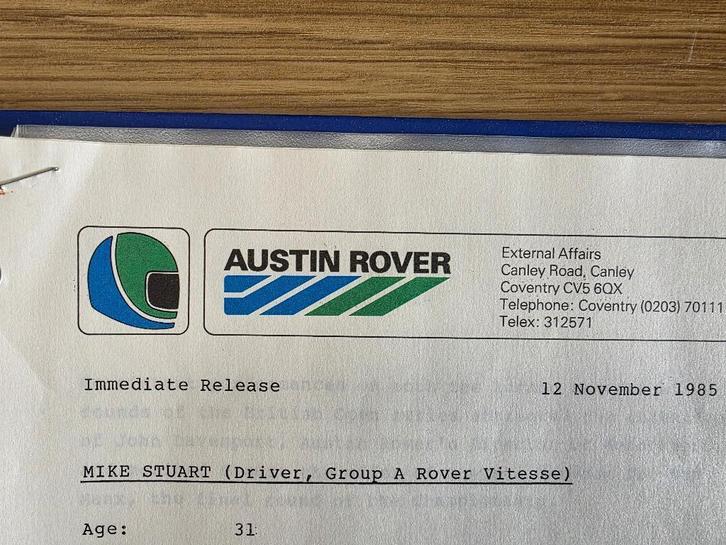 AUSTIN ROVER
External Affairs
Canley Road, Canley
Coventry CV5 6QX
Telephone: Coventry (0203) 70111
Telex: 312571
Immediate Release 12 November 1985
MIKE STUART (Driver, Group A Rover Vitesse)
Age: 31